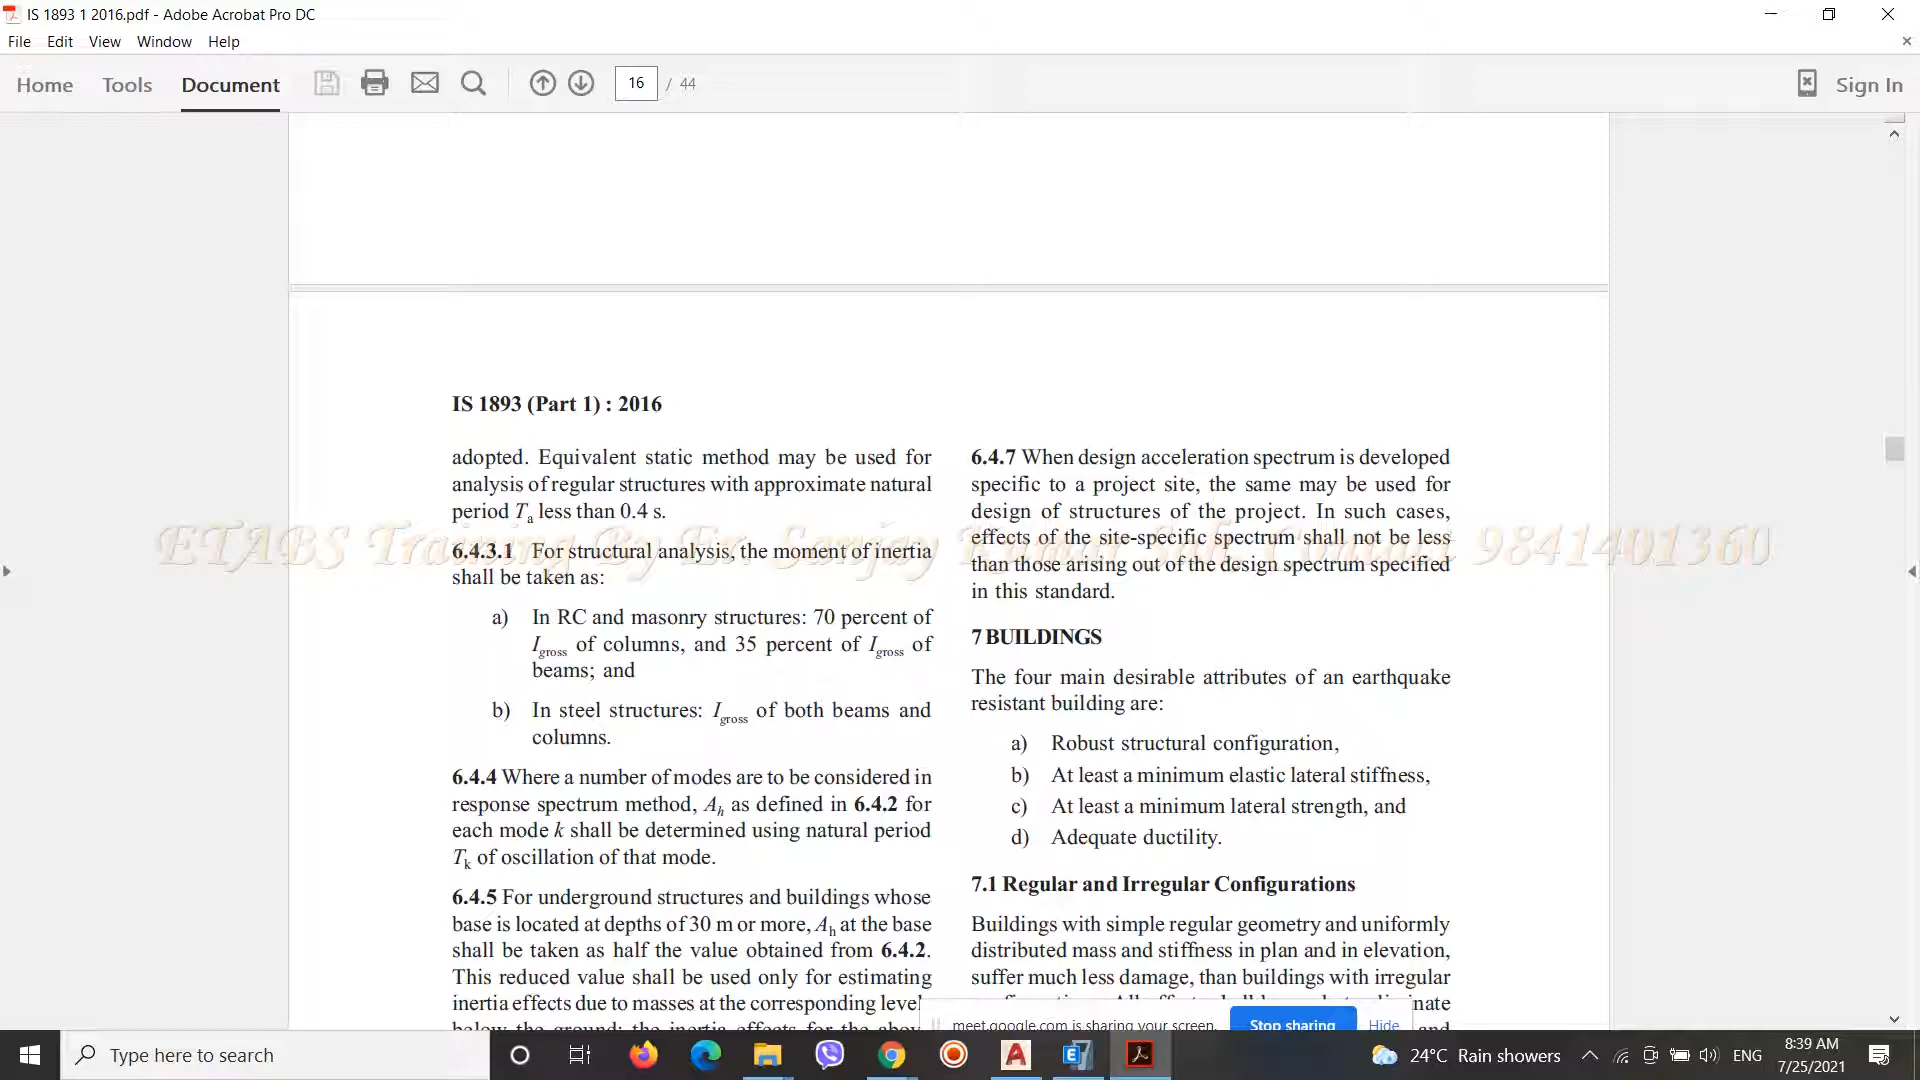 IS 1893 1 2016.pdf - Adobe Acrobat Pro DC
File Edit View Window Help
Home Tools Document 16 / 44 Sign In
IS 1893 (Part 1) : 2016
adopted. Equivalent static method may be used for
analysis of regular structures with approximate natural
period Ta less than 0.4 s.
6.4.3.1 For structural analysis, the moment of inertia
shall be taken as:
a) In RC and masonry structures: 70 percent of
Igross of columns, and 35 percent of Igross of
beams; and
b) In steel structures: Igross of both beams and
columns.
6.4.4 Where a number of modes are to be considered in
response spectrum method, Ah as defined in 6.4.2 for
each mode k shall be determined using natural period
Tk of oscillation of that mode.
6.4.5 For underground structures and buildings whose
base is located at depths of 30 m or more, Ah at the base
shall be taken as half the value obtained from 6.4.2.
This reduced value shall be used only for estimating
inertia effects due to masses at the corresponding level
below the ground; the inertia effects for the
6.4.7 When design acceleration spectrum is developed
specific to a project site, the same may be used for
design of structures of the project. In such cases,
effects of the site-specific spectrum shall not be less
than those arising out of the design spectrum specified
in this standard.
7 BUILDINGS
The four main desirable attributes of an earthquake
resistant building are:
a) Robust structural configuration,
b) At least a minimum elastic lateral stiffness,
c) At least a minimum lateral strength, and
d) Adequate ductility.
7.1 Regular and Irregular Configurations
Buildings with simple regular geometry and uniformly
distributed mass and stiffness in plan and in elevation,
suffer much less damage, than buildings with irregular
and
ETABS Training By Er. Sanjay Kumar Sah, Contact 9841401360
meet.google.com is sharing your screen. Stop sharing Hide
Type here to search
24°C Rain showers ENG
8:39 AM
7/25/2021